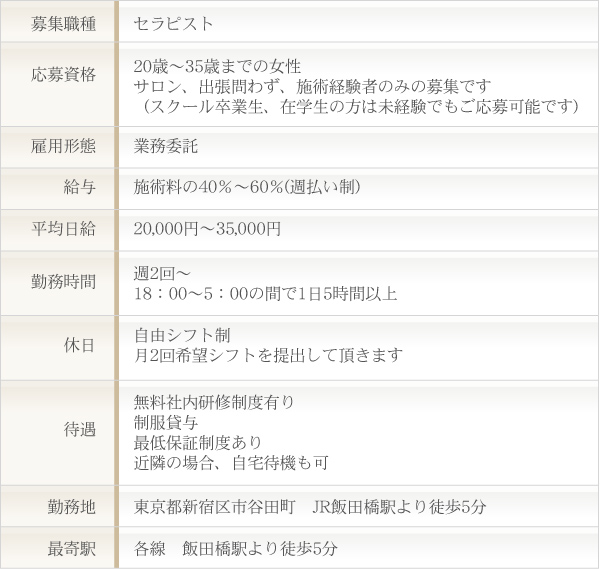 募集職種　セラピスト
応募資格　20歳～35歳までの女性
サロン、出張問わず、施術経験者のみの募集です
（スクール卒業生、在学生の方は未経験でもご応募可能です）
雇用形態　業務委託
給与　施術料の40％～60％(週払い制)
平均日給　20,000円～35,000円
勤務時間　週2回～
18：00～5：00の間で1日5時間以上
休日　自由シフト制
月2回希望シフトを提出して頂きます
待遇　無料社内研修制度有り
制服貸与
最低保証制度あり
近隣の場合、自宅待機も可
勤務地　東京都新宿区市谷田町　JR飯田橋駅より徒歩5分
最寄駅　各線　飯田橋駅より徒歩5分